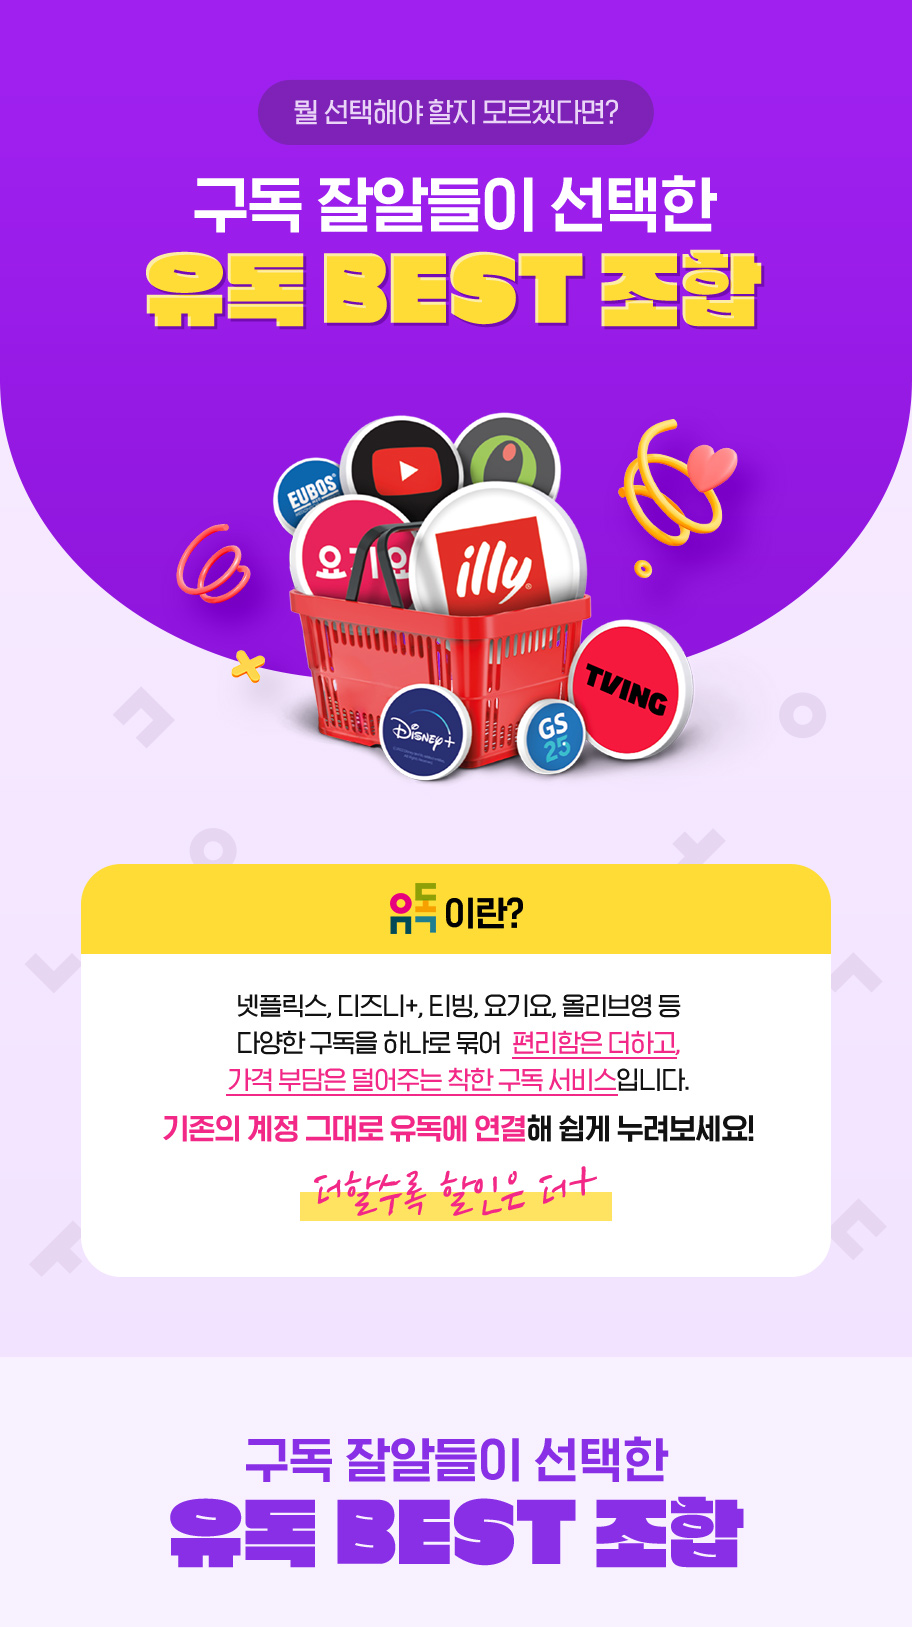 뭘 선택해야 할지 모르겠다면?
구독 잘알들이 선택한
유독 BEST 조합
EUBOS
요기요
illy
TVING
Disney+
GS
25
유독 이란?
넷플릭스, 디즈니+, 티빙, 요기요, 올리브영 등
다양한 구독을 하나로 묶어 편리함은 더하고,
가격 부담은 덜어주는 착한 구독 서비스입니다.
기존의 계정 그대로 유독에 연결해 쉽게 누려보세요!
더할수록 할인은 더+
구독 잘알들이 선택한
유독 BEST 조합